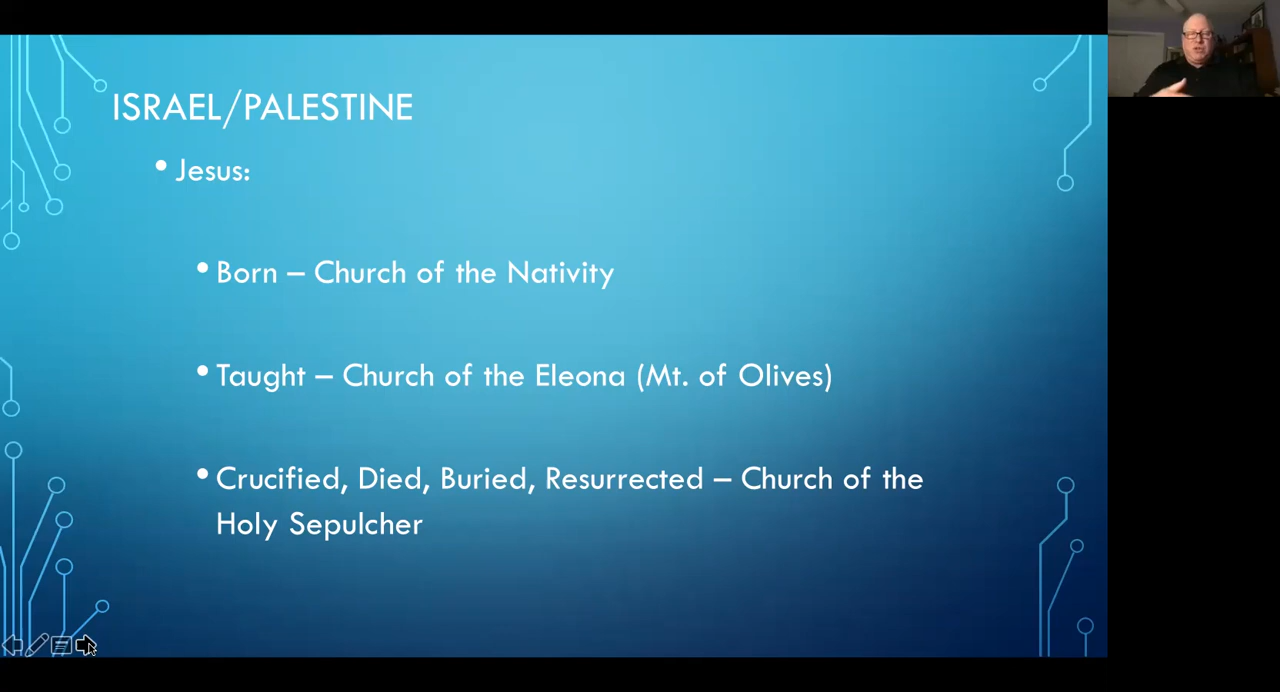 ISRAEL/PALESTINE
• Jesus:
• Born – Church of the Nativity
• Taught – Church of the Eleona (Mt. of Olives)
• Crucified, Died, Buried, Resurrected – Church of the
Holy Sepulcher